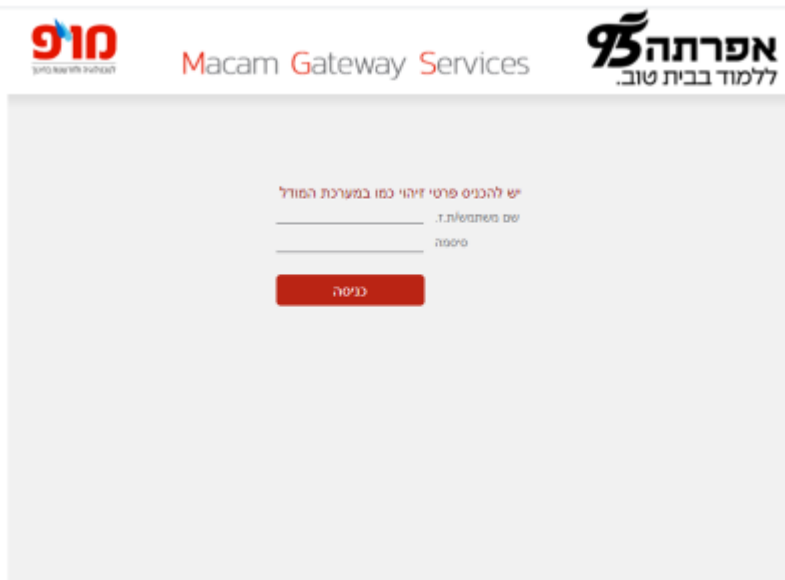 מופ
Macam Gateway Services
אפרתה 95
ללמוד בבית טוב.
יש להכניס פרטי זיהוי כמו במערכת המודל
שם משתמש/ת.ז.
סיסמה
כניסה